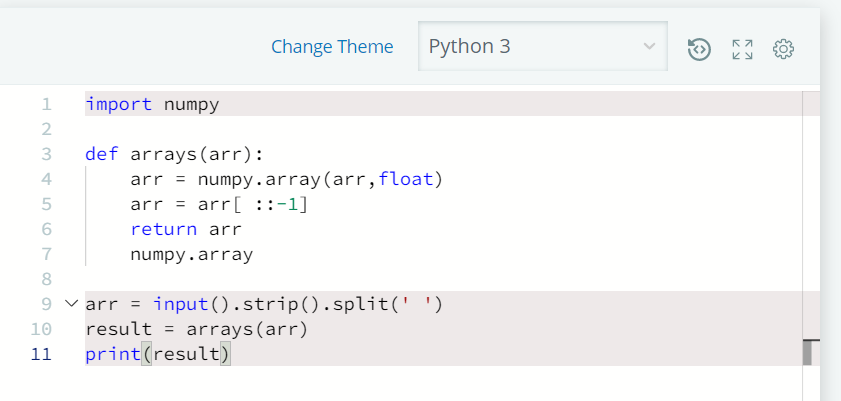 Change Theme Python 3
1 import numpy
2
3 def arrays(arr):
4     arr = numpy.array(arr,float)
5     arr = arr[ ::-1]
6     return arr
7     numpy.array
8
9 arr = input().strip().split(' ')
10 result = arrays(arr)
11 print(result)